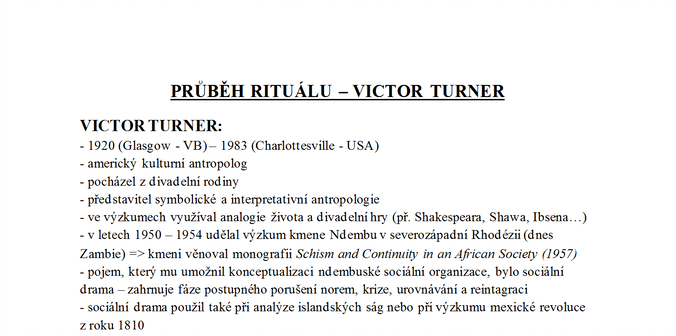 PRŮBĚH RITUÁLU – VICTOR TURNER
VICTOR TURNER:
- 1920 (Glasgow - VB) – 1983 (Charlottesville - USA)
- americký kulturní antropolog
- pocházel z divadelní rodiny
- představitel symbolické a interpretativní antropologie
- ve výzkumech využíval analogie života a divadelní hry (př. Shakespeara, Shawa, Ibsena…)
- v letech 1950 – 1954 udělal výzkum kmene Ndembu v severozápadní Rhodézii (dnes
Zambie) => kmeni věnoval monografii Schism and Continuity in an African Society (1957)
- pojem, který mu umožnil konceptualizaci ndembuské sociální organizace, bylo sociální
drama – zahrnuje fáze postupného porušení norem, krize, urovnávání a reintagraci
- sociální drama použil také při analýze islandských ság nebo při výzkumu mexické revoluce
z roku 1810